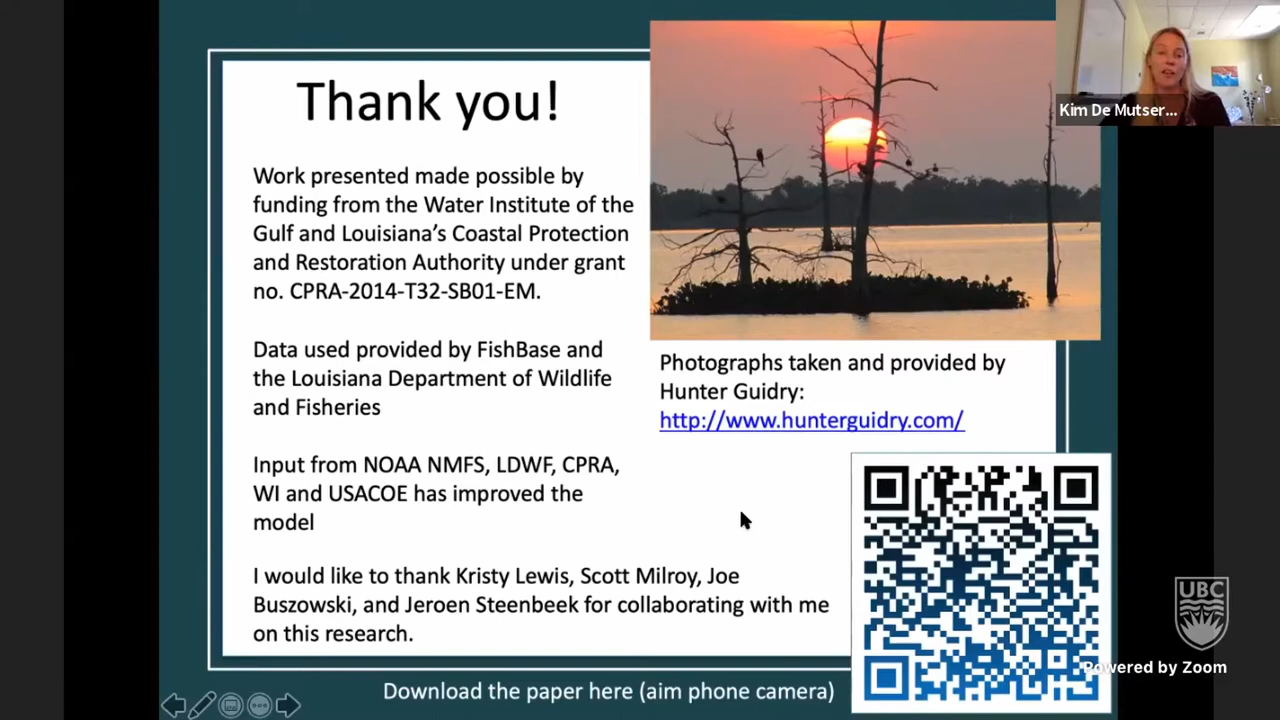 Thank you!
Work presented made possible by
funding from the Water Institute of the
Gulf and Louisiana's Coastal Protection
and Restoration Authority under grant
no. CPRA-2014-T32-SB01-EM.
Data used provided by FishBase and
the Louisiana Department of Wildlife
and Fisheries
Input from NOAA NMFS, LDWF, CPRA,
WI and USACOE has improved the
model
I would like to thank Kristy Lewis, Scott Milroy, Joe
Buszowski, and Jeroen Steenbeek for collaborating with me
on this research.
Photographs taken and provided by
Hunter Guidry:
http://www.hunterguidry.com/
Download the paper here (aim phone camera)
Kim De Mutser...
UBC
Powered by Zoom